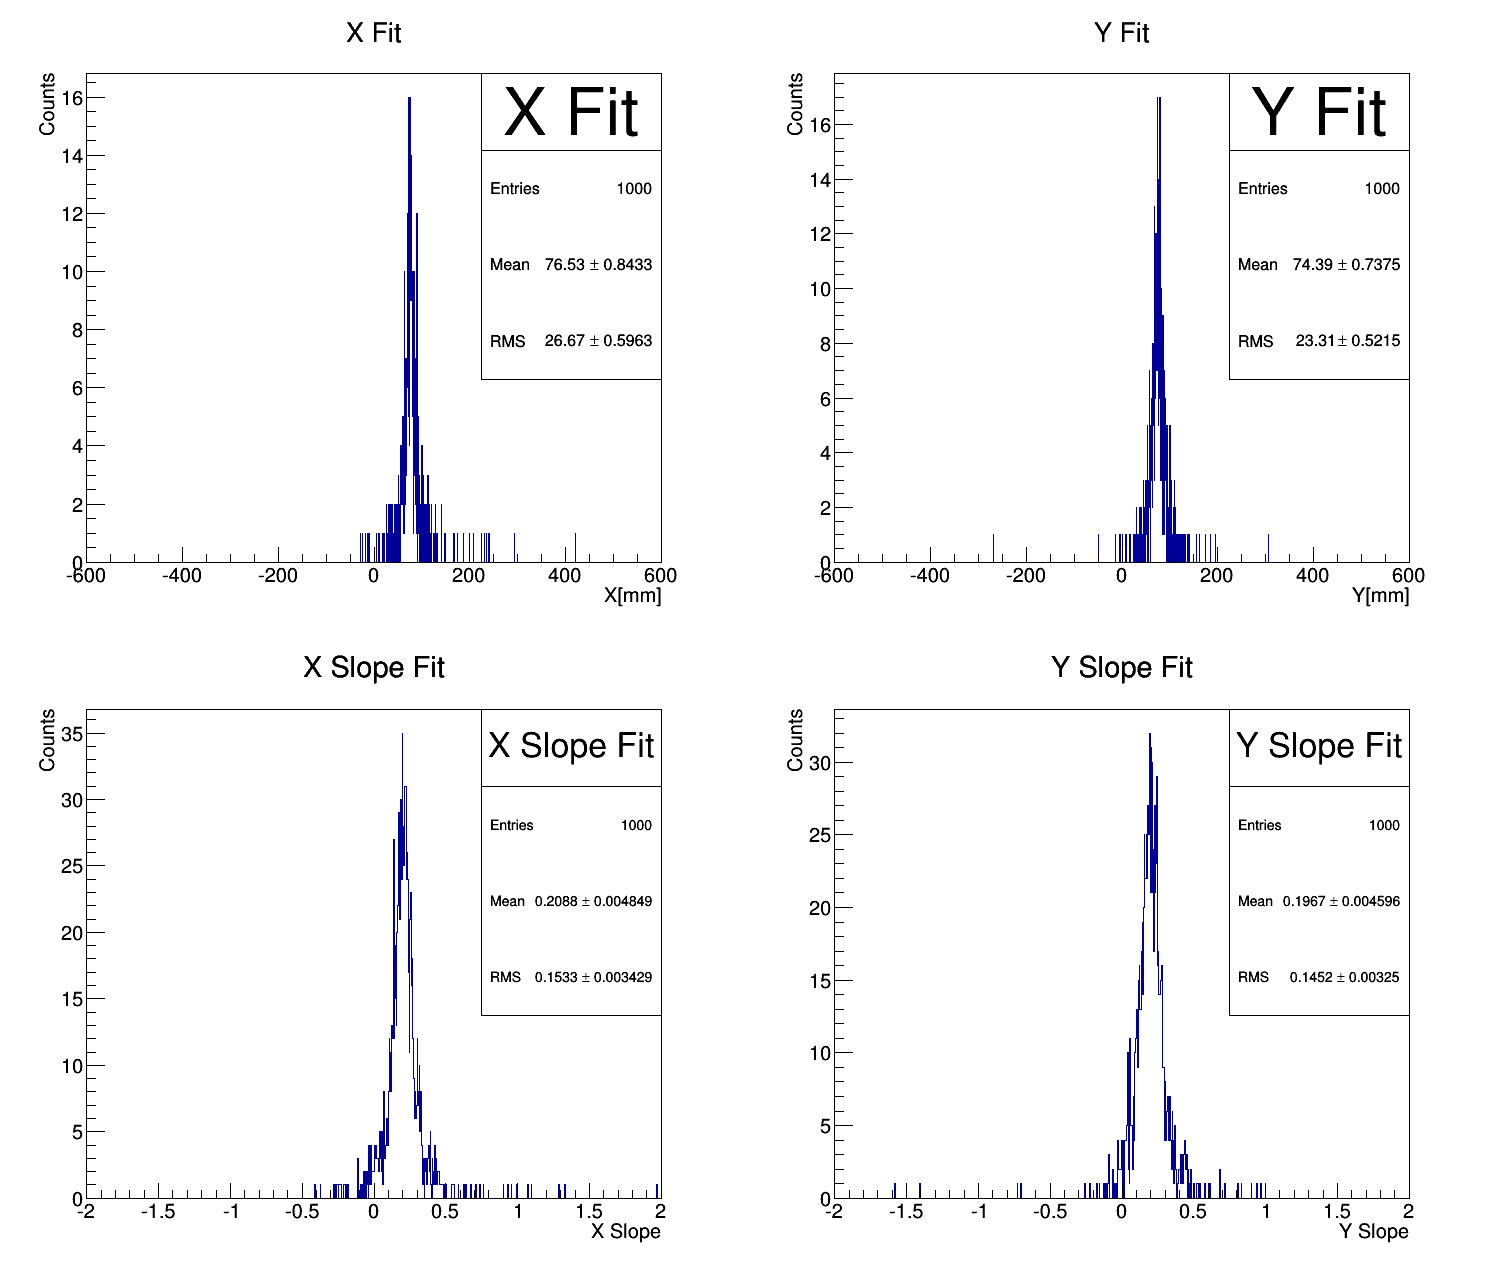 X Fit
Counts
16
14
12
10
8
6
4
2
0
-600 -400 -200 0 200 400 600
X[mm]
X Fit
Entries 1000
Mean 76.53 ± 0.8433
RMS 26.67 ± 0.5963
Y Fit
Counts
16
14
12
10
8
6
4
2
0
-600 -400 -200 0 200 400 600
Y[mm]
Y Fit
Entries 1000
Mean 74.39 ± 0.7375
RMS 23.31 ± 0.5215
X Slope Fit
Counts
35
30
25
20
15
10
5
0
-2 -1.5 -1 -0.5 0 0.5 1 1.5 2
X Slope
X Slope Fit
Entries 1000
Mean 0.2088 ± 0.004849
RMS 0.1533 ± 0.003429
Y Slope Fit
Counts
30
25
20
15
10
5
0
-2 -1.5 -1 -0.5 0 0.5 1 1.5 2
Y Slope
Y Slope Fit
Entries 1000
Mean 0.1967 ± 0.004596
RMS 0.1452 ± 0.00325